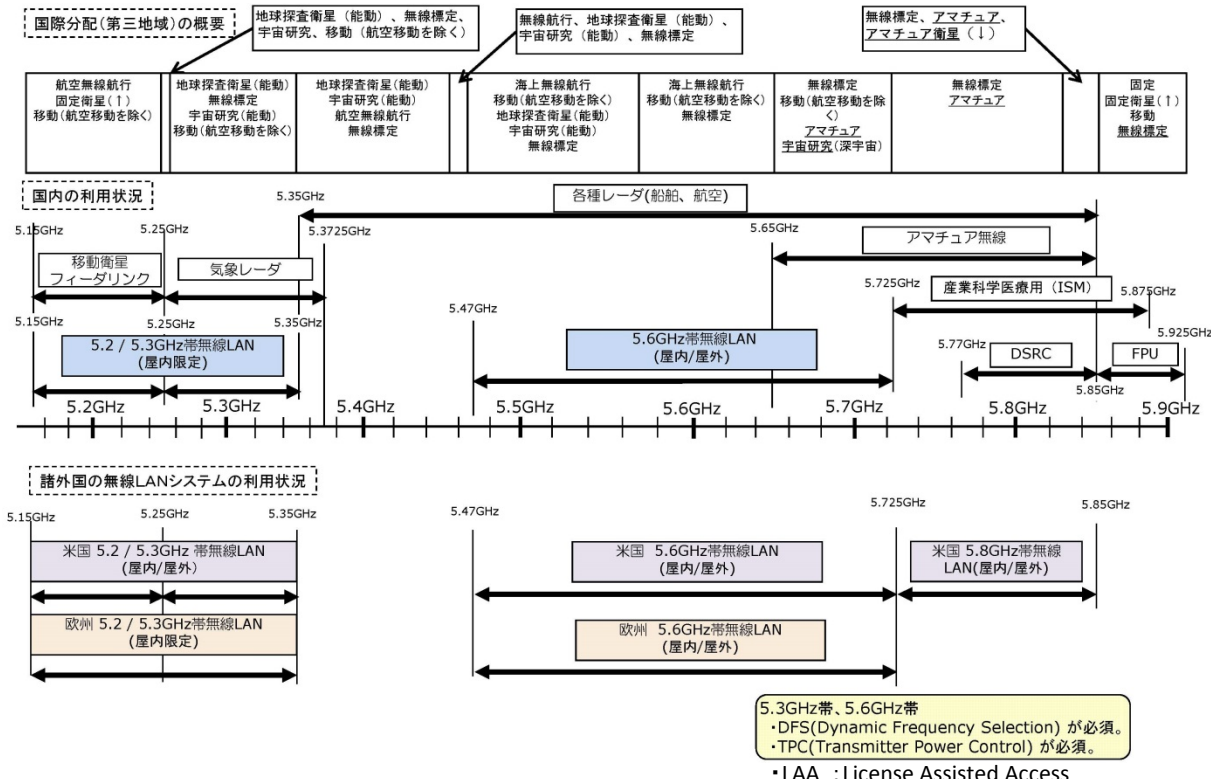 国際分配(第三地域)の概要
地球探査衛星(能動)、無線標定、
宇宙研究、移動(航空移動を除く)
無線航行、地球探査衛星(能動)、
宇宙研究(能動)、無線標定
無線標定、アマチュア、
アマチュア衛星(↓)
航空無線航行
固定衛星(↑)
移動(航空移動を除く)
地球探査衛星(能動)
無線標定
宇宙研究(能動)
移動(航空移動を除く)
地球探査衛星(能動)
宇宙研究(能動)
航空無線航行
無線標定
海上無線航行
移動(航空移動を除く)
地球探査衛星(能動)
宇宙研究(能動)
無線標定
海上無線航行
移動(航空移動を除く)
無線標定
無線標定
移動(航空移動を除
く)
アマチュア
宇宙研究(深宇宙)
無線標定
アマチュア
固定
固定衛星(↑)
移動
無線標定
国内の利用状況
5.35GHz
各種レーダ(船舶、航空)
5.15GHz
5.25GHz
5.3725GHz
5.65GHz
移動衛星
フィーダリンク
気象レーダ
アマチュア無線
5.725GHz
産業科学医療用(ISM)
5.875GHz
5.15GHz
5.25GHz
5.35GHz
5.47GHz
5.2 / 5.3GHz帯無線LAN
(屋内限定)
5.6GHz帯無線LAN
(屋内/屋外)
5.77GHz
DSRC
FPU
5.925GHz
5.85GHz
5.2GHz
5.3GHz
5.4GHz
5.5GHz
5.6GHz
5.7GHz
5.8GHz
5.9GHz
諸外国の無線LANシステムの利用状況
5.15GHz
5.25GHz
5.35GHz
5.47GHz
5.725GHz
5.85GHz
米国 5.2 / 5.3GHz 帯無線LAN
(屋内/屋外)
米国 5.6GHz帯無線LAN
(屋内/屋外)
米国 5.8GHz帯無線
LAN(屋内/屋外)
欧州 5.2 / 5.3GHz帯無線LAN
(屋内限定)
欧州 5.6GHz帯無線LAN
(屋内/屋外)
5.3GHz帯、5.6GHz帯
・DFS(Dynamic Frequency Selection) が必須。
・TPC(Transmitter Power Control) が必須。
・LAA :License Assisted Access